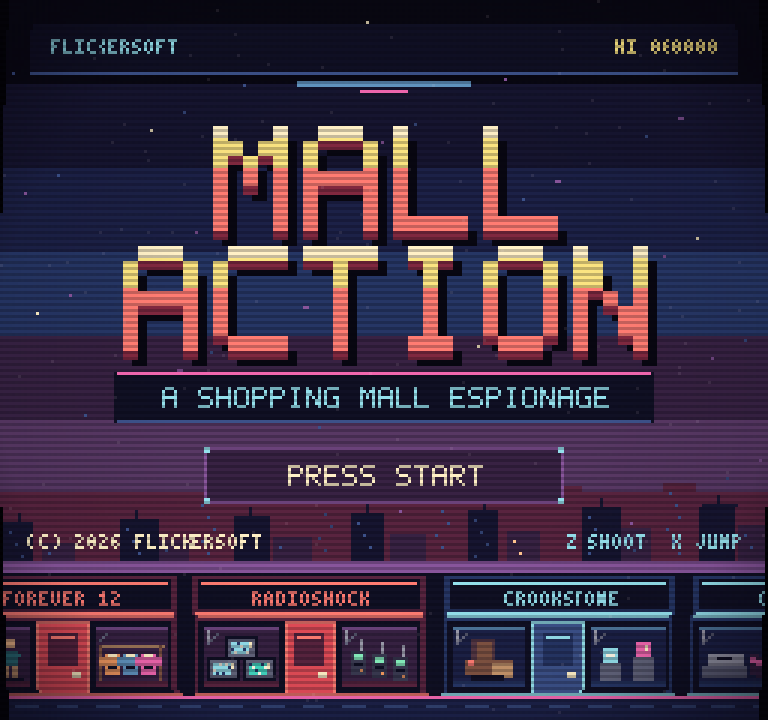 FLICKERSOFT
HI 000000
MALL
ACTION
A SHOPPING MALL ESPIONAGE
PRESS START
(C) 2026 FLICKERSOFT
Z SHOOT X JUMP
FOREVER 12
RADIOSHOCK
CROOKSTONE